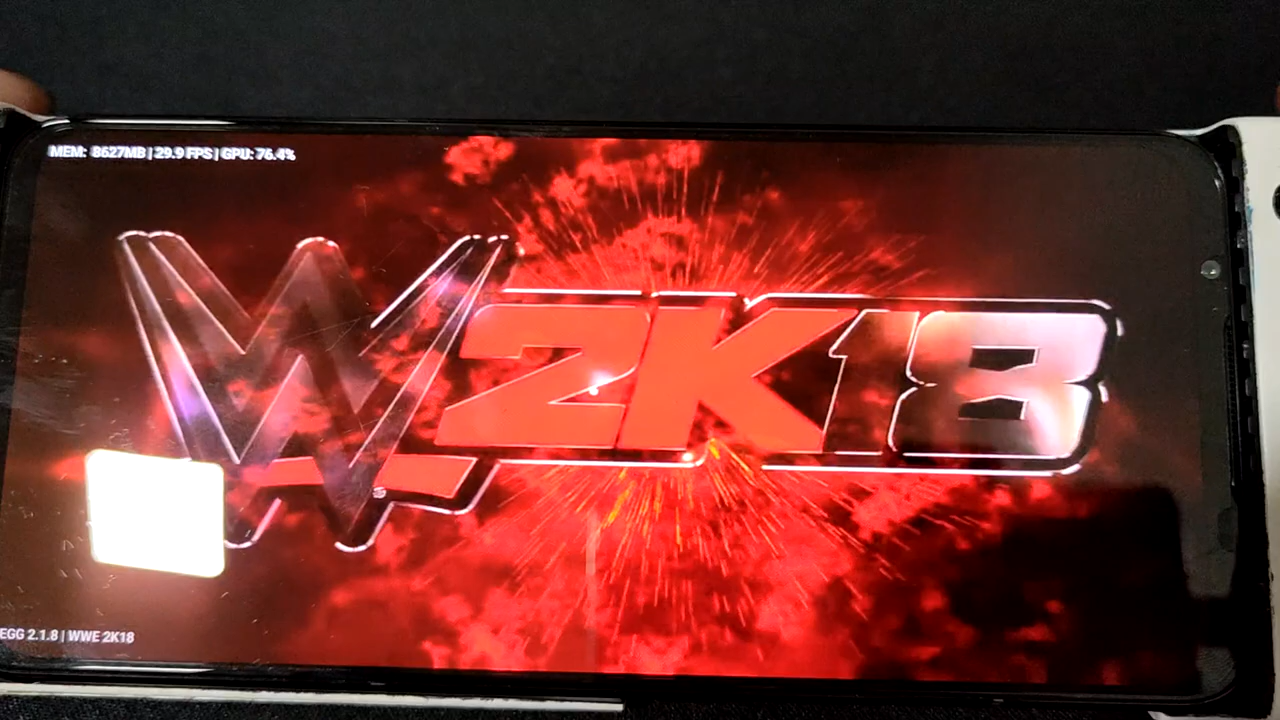 MEM: 8627MB | 29.9 FPS | GPU: 76.4%
W 2K18
EGG 2.1.8 | WWE 2K18